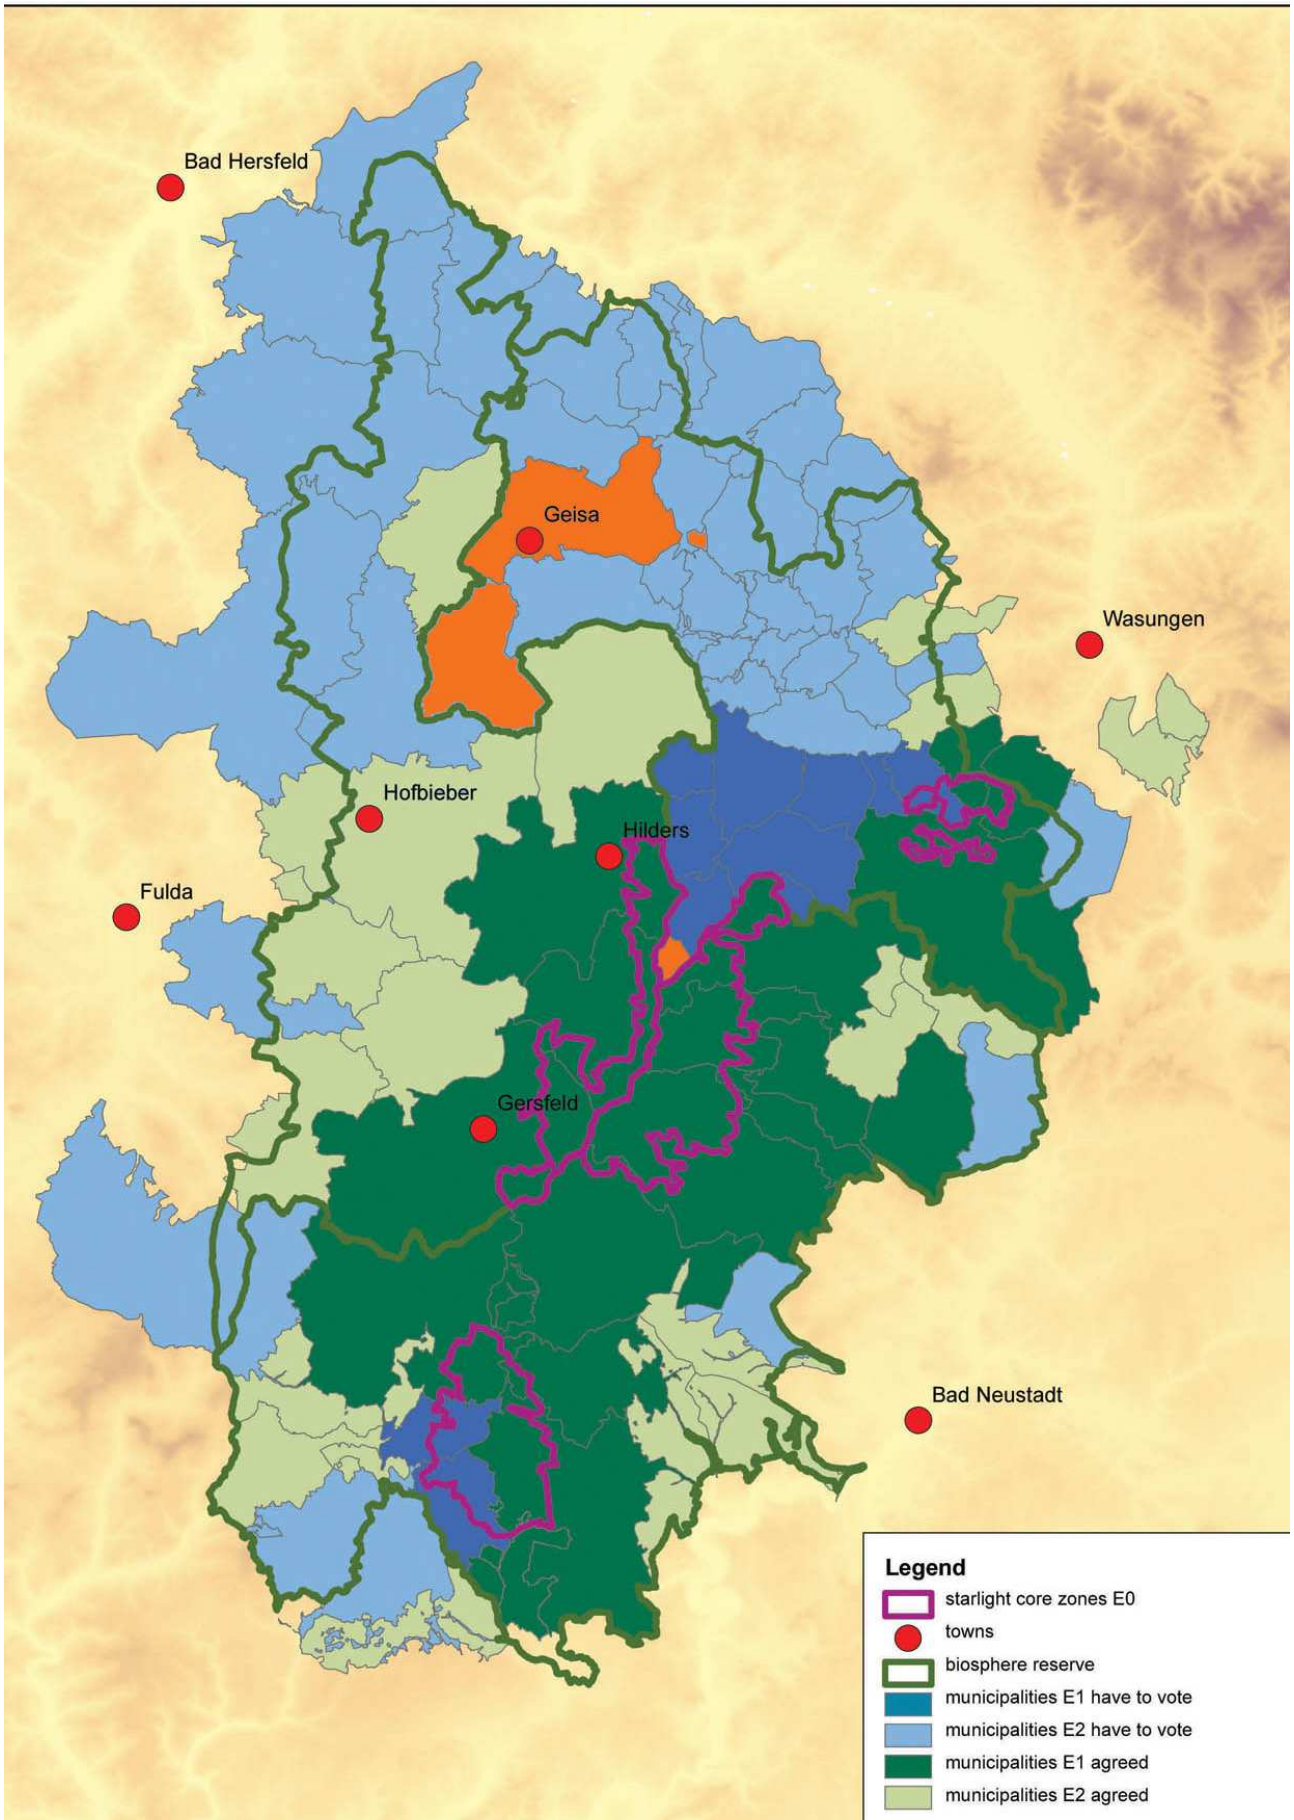 Bad Hersfeld
Geisa
Wasungen
Hofbieber
Hilders
Fulda
Gersfeld
Bad Neustadt
Legend
starlight core zones E0
towns
biosphere reserve
municipalities E1 have to vote
municipalities E2 have to vote
municipalities E1 agreed
municipalities E2 agreed